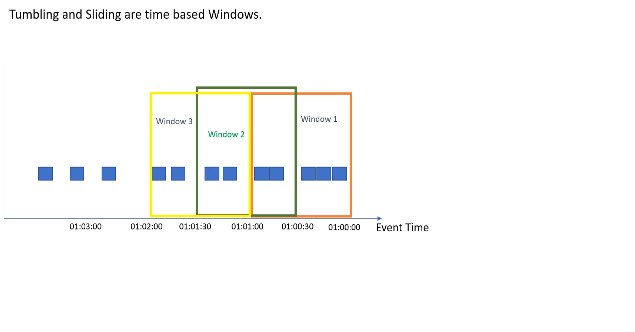 Tumbling and Sliding are time based Windows.
Window 3
Window 2
Window 1
01:03:00
01:02:00
01:01:30
01:01:00
01:00:30
01:00:00
Event Time